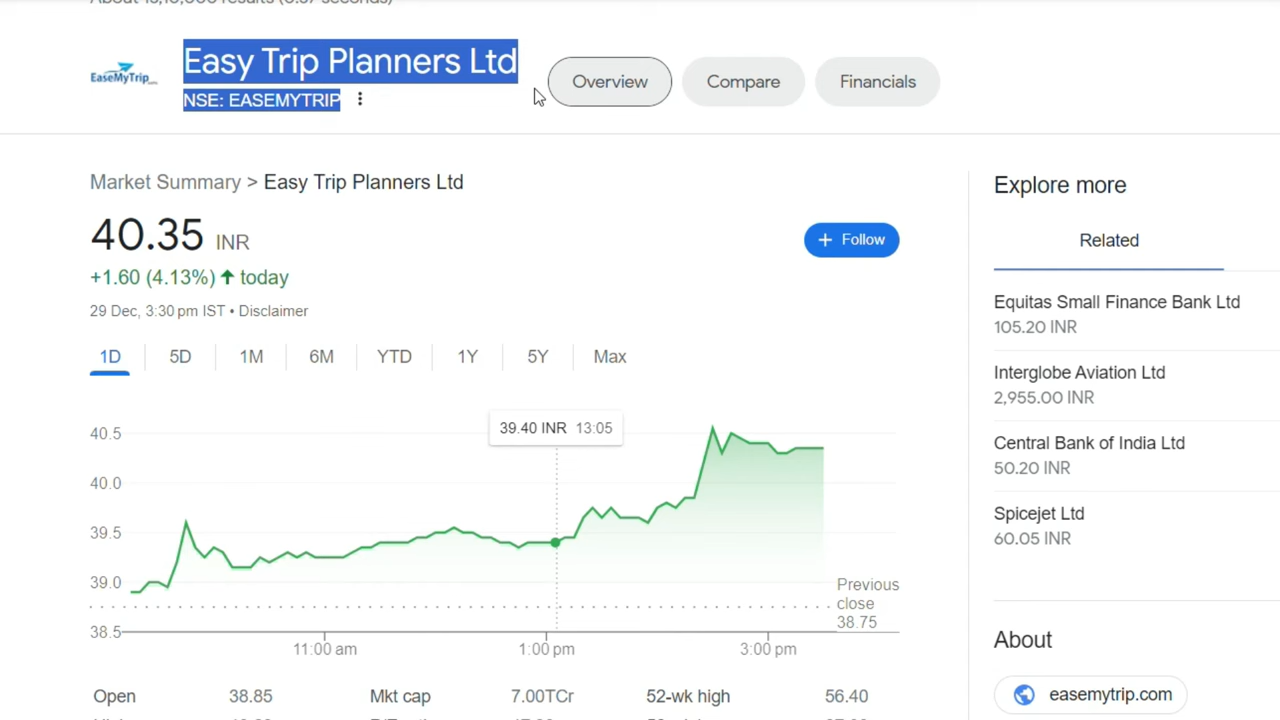 Easy Trip Planners Ltd
NSE: EASEMYTRIP
EaseMyTrip
Overview
Compare
Financials
Market Summary > Easy Trip Planners Ltd
40.35 INR
+1.60 (4.13%) today
29 Dec, 3:30 pm IST • Disclaimer
+ Follow
1D 5D 1M 6M YTD 1Y 5Y Max
39.40 INR 13:05
40.5
40.0
39.5
39.0
38.5
Previous
close
38.75
11:00 am 1:00 pm 3:00 pm
Open 38.85 Mkt cap 7.00TCr 52-wk high 56.40
Explore more
Related
Equitas Small Finance Bank Ltd
105.20 INR
Interglobe Aviation Ltd
2,955.00 INR
Central Bank of India Ltd
50.20 INR
Spicejet Ltd
60.05 INR
About
easemytrip.com